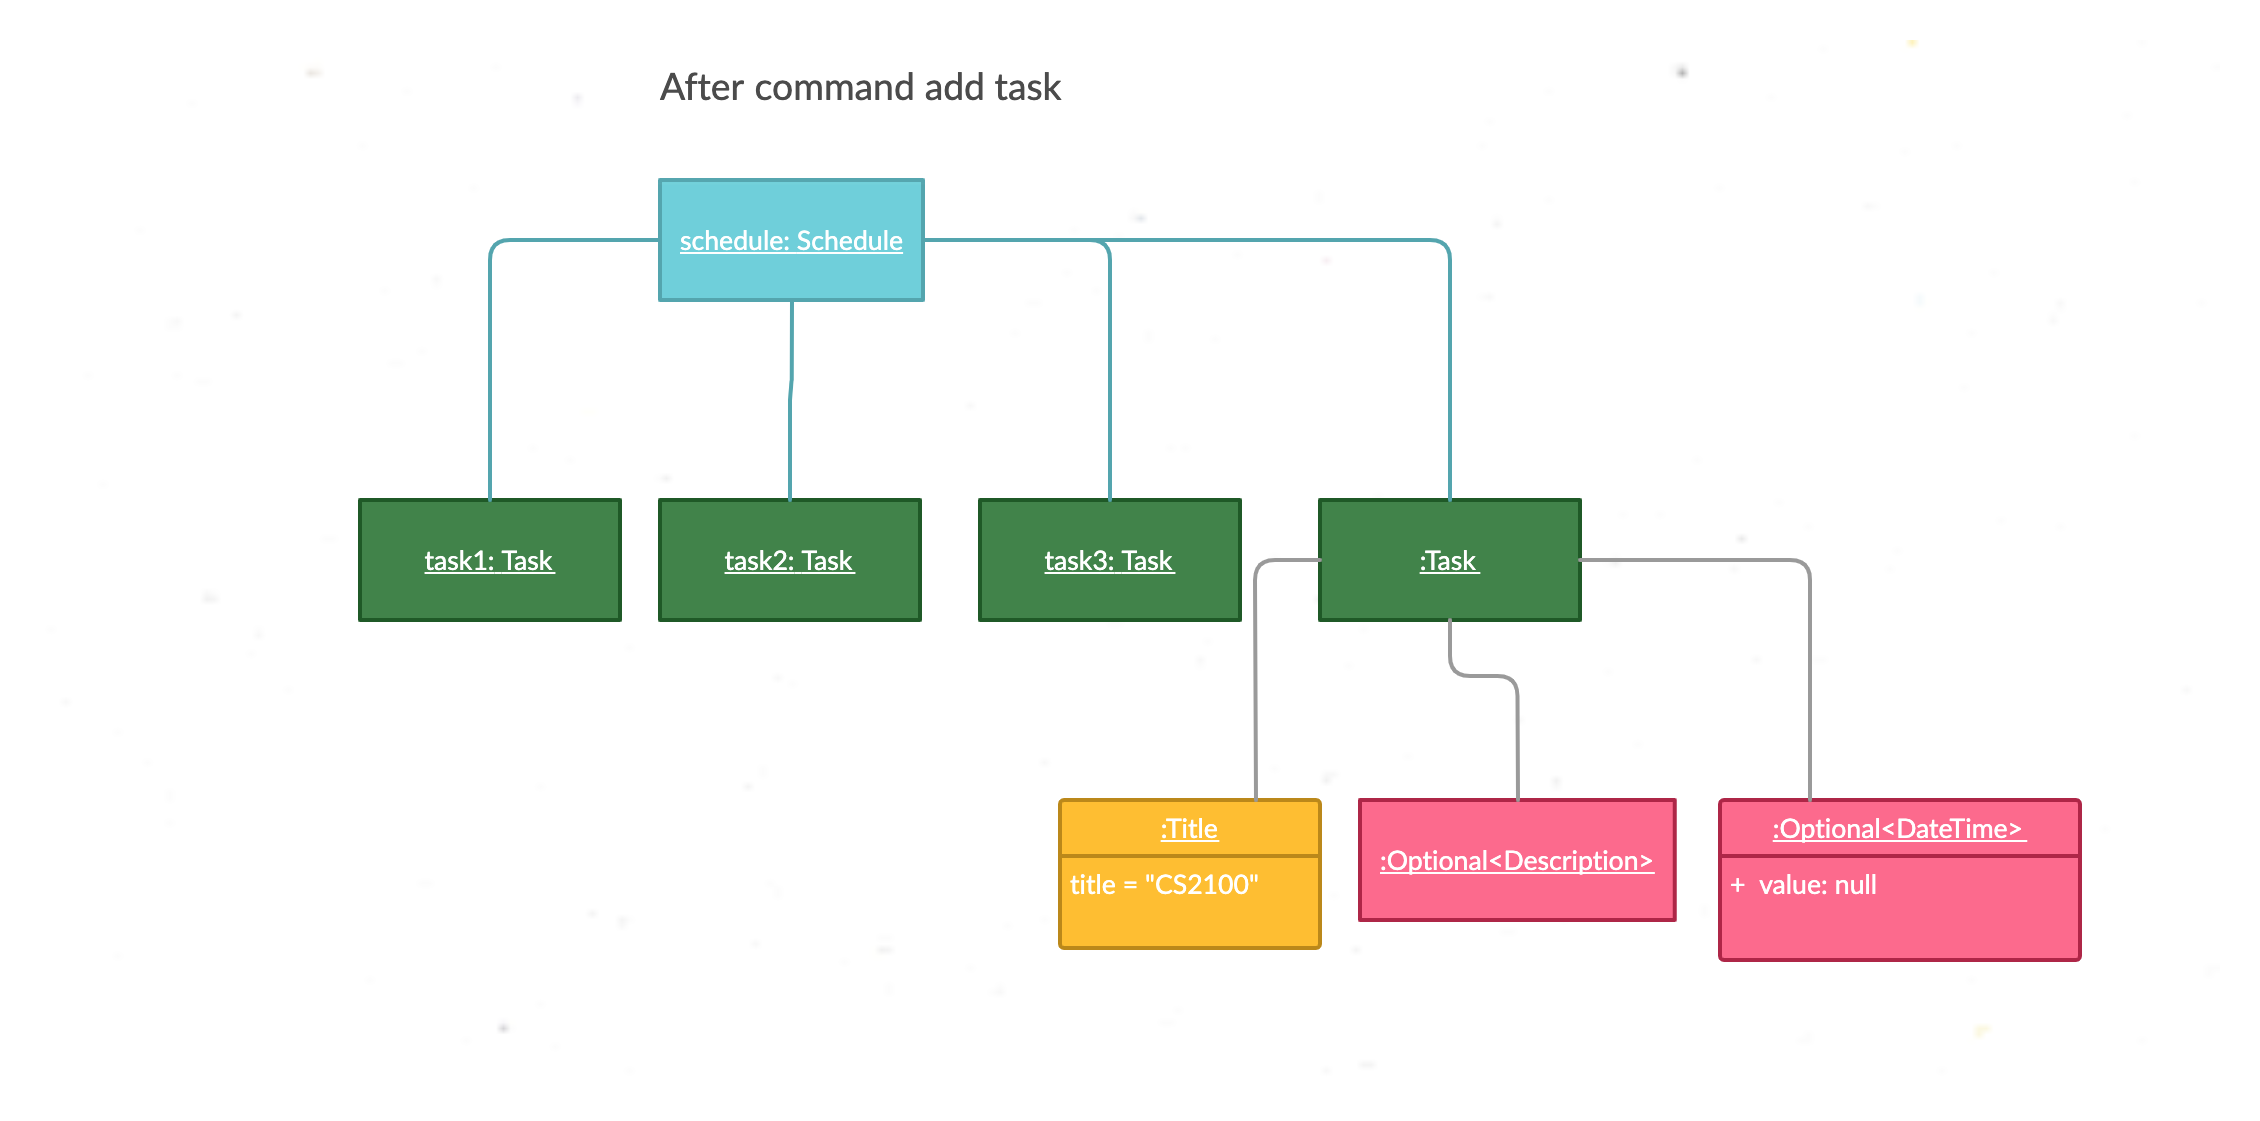 After command add task
schedule: Schedule
task1: Task
task2: Task
task3: Task
:Task
:Title
title = "CS2100"
:Optional<Description>
:Optional<DateTime>
+ value: null